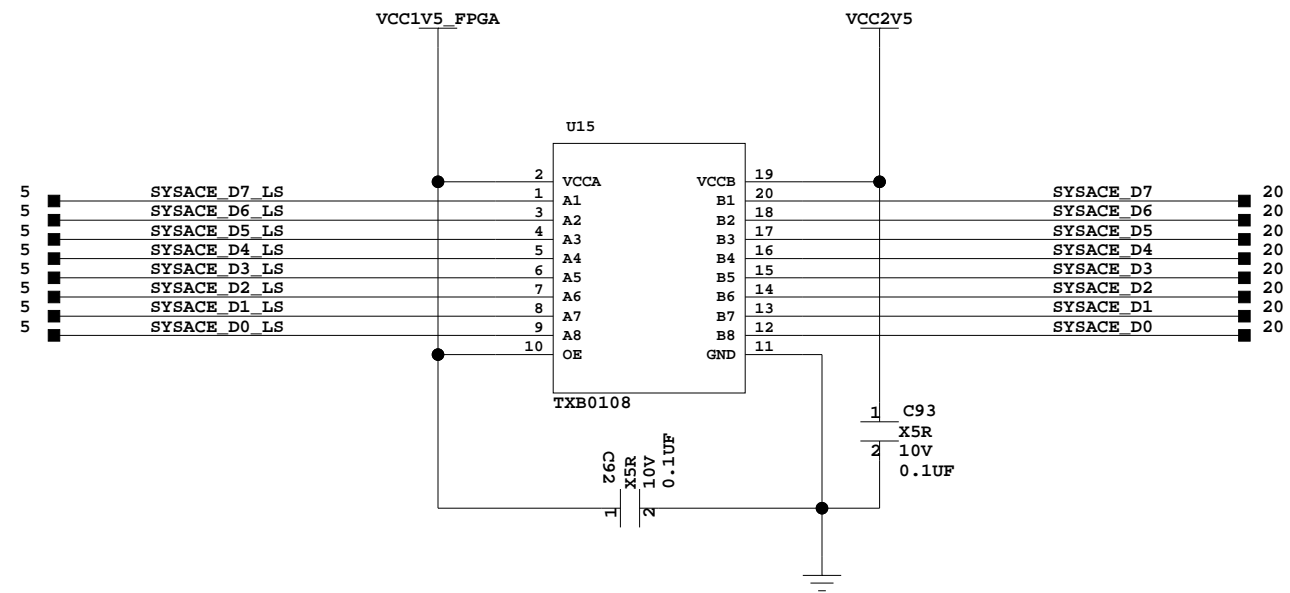 VCC1V5_FPGA VCC2V5
U15
2 VCCA VCCB 19
5 SYSACE_D7_LS 1 A1 B1 20 SYSACE_D7 20
5 SYSACE_D6_LS 3 A2 B2 18 SYSACE_D6 20
5 SYSACE_D5_LS 4 A3 B3 17 SYSACE_D5 20
5 SYSACE_D4_LS 5 A4 B4 16 SYSACE_D4 20
5 SYSACE_D3_LS 6 A5 B5 15 SYSACE_D3 20
5 SYSACE_D2_LS 7 A6 B6 14 SYSACE_D2 20
5 SYSACE_D1_LS 8 A7 B7 13 SYSACE_D1 20
5 SYSACE_D0_LS 9 A8 B8 12 SYSACE_D0 20
10 OE GND 11
TXB0108
1 C93
X5R
2 10V
0.1UF
C92
X5R
10V
0.1UF
1 2